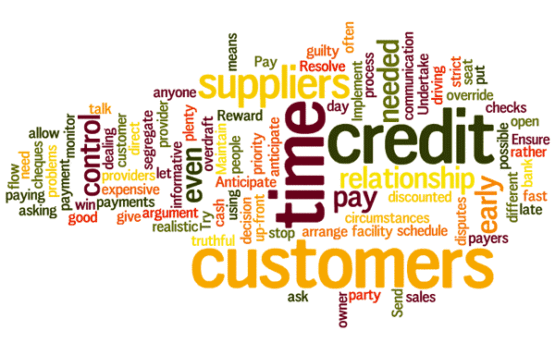 means
Pay
guilty
often
Resolve
Implement
process
needed
communication
Undertake
driving
strict
seat
put
override
anyone
suppliers
day
checks
talk
plenty
Reward
time
credit
open
Ensure
possible
rather
allow
monitor
control
dealing
customer
direct
segregate
provider
informative
overdraft
Maintain
people
priority
anticipate
flow
need
cheques
problems
payment
providers
let
even
Anticipate
relationship
bank
paying
win
expensive
payments
pay
discounted
early
different
fast
asking
good
give
argument
Try
cash
using
decision
up-front
circumstances
disputes
late
realistic
stop
arrange
facility
schedule
payers
truthful
customers
ask
owner
party
Send
sales